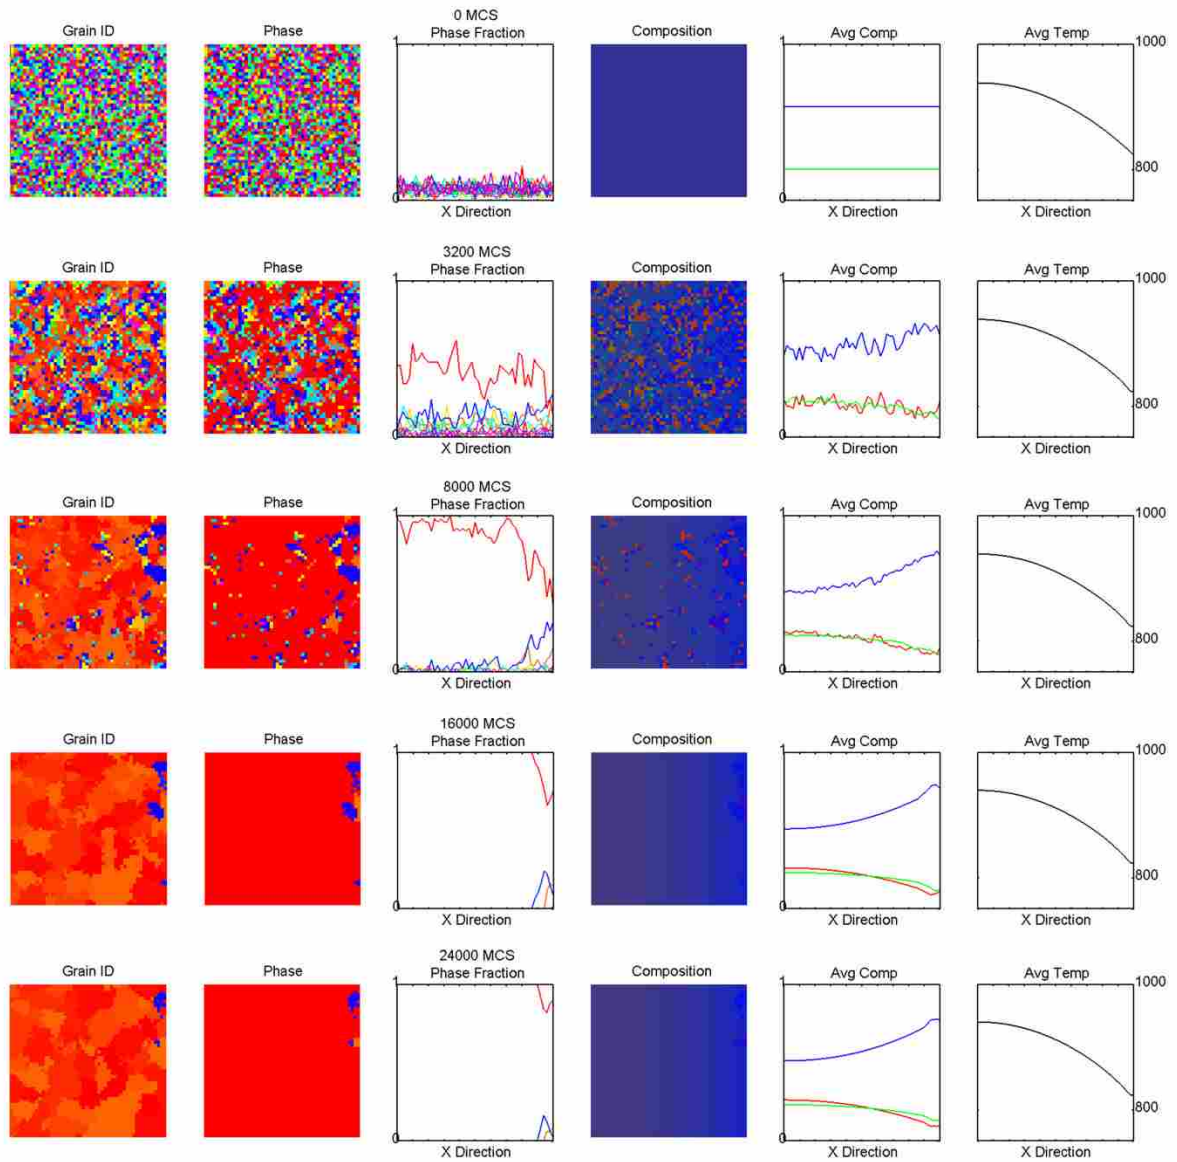 0 MCS
Grain ID Phase Phase Fraction Composition Avg Comp Avg Temp
1 1 1000
800
0 0
X Direction X Direction X Direction
3200 MCS
Grain ID Phase Phase Fraction Composition Avg Comp Avg Temp
1 1 1000
800
0 0
X Direction X Direction X Direction
8000 MCS
Grain ID Phase Phase Fraction Composition Avg Comp Avg Temp
1 1 1000
800
0 0
X Direction X Direction X Direction
16000 MCS
Grain ID Phase Phase Fraction Composition Avg Comp Avg Temp
1 1 1000
800
0 0
X Direction X Direction X Direction
24000 MCS
Grain ID Phase Phase Fraction Composition Avg Comp Avg Temp
1 1 1000
800
0 0
X Direction X Direction X Direction